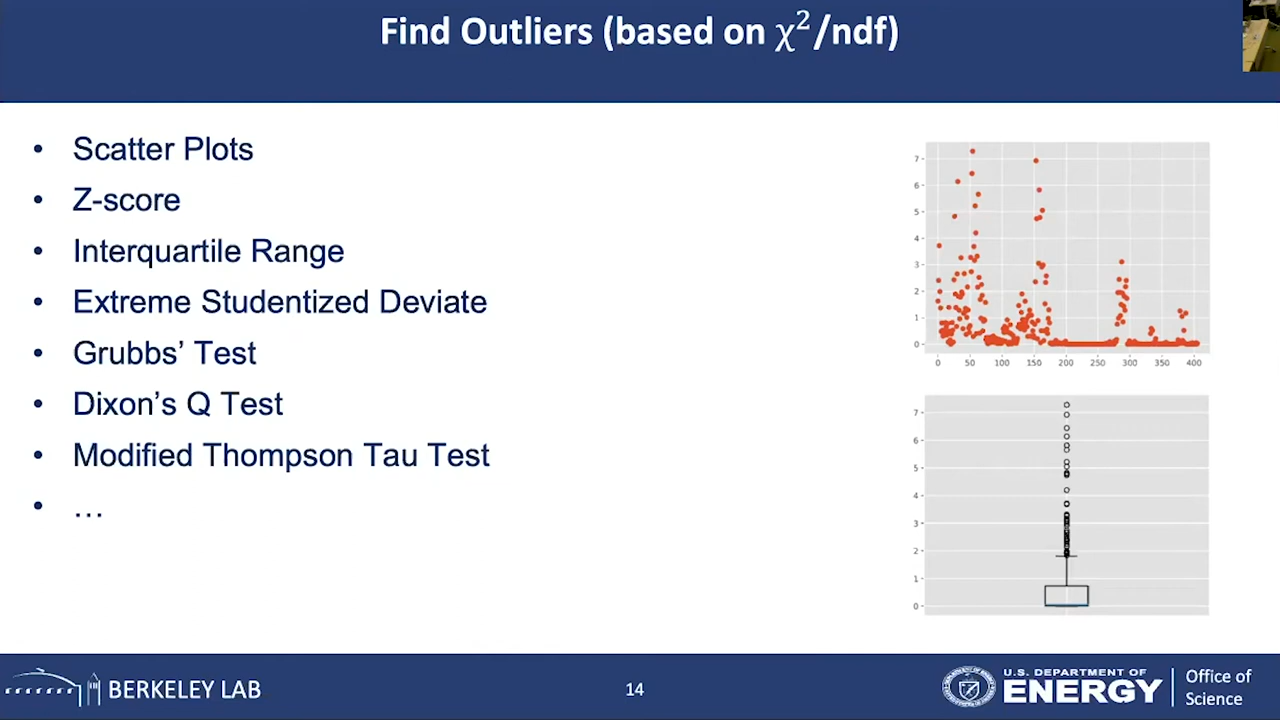 Find Outliers (based on χ²/ndf)
• Scatter Plots
• Z-score
• Interquartile Range
• Extreme Studentized Deviate
• Grubbs’ Test
• Dixon’s Q Test
• Modified Thompson Tau Test
• …
7
6
5
4
3
2
1
0
0 50 100 150 200 250 300 350 400
7
6
5
4
3
2
1
0
BERKELEY LAB
14
U.S. DEPARTMENT OF
ENERGY
Office of
Science